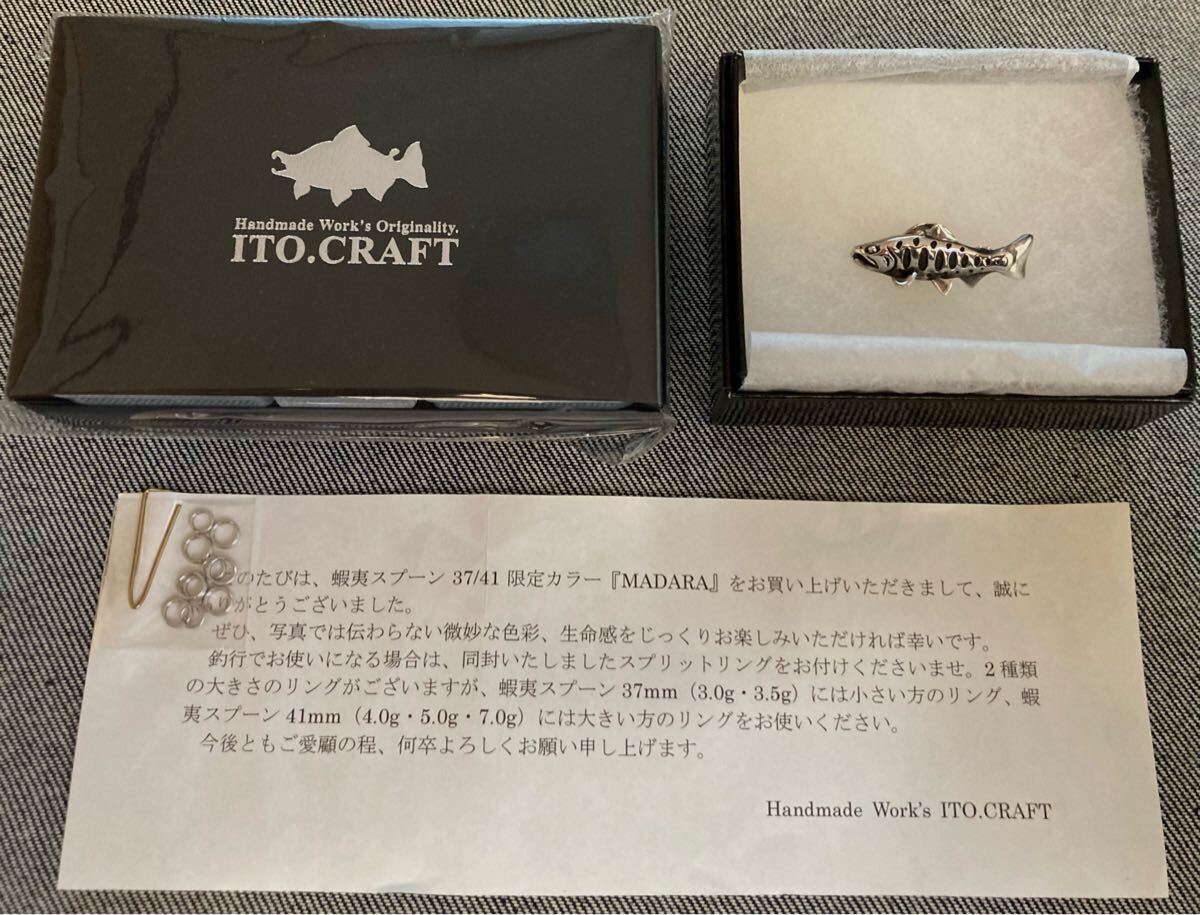 Handmade Work's Originality.
ITO.CRAFT
のたびは、蝦夷スプーン 37/41 限定カラー『MADARA』をお買い上げいただきまして、誠に
りがとうございました。
ぜひ、写真では伝わらない微妙な色彩、生命感をじっくりお楽しみいただければ幸いです。
釣行でお使いになる場合は、同封いたしましたスプリットリングをお付けくださいませ。2 種類
の大きさのリングがございますが、蝦夷スプーン 37mm（3.0g・3.5g）には小さい方のリング、蝦
夷スプーン 41mm（4.0g・5.0g・7.0g）には大きい方のリングをお使いください。
今後ともご愛顧の程、何卒よろしくお願い申し上げます。
Handmade Work's ITO.CRAFT